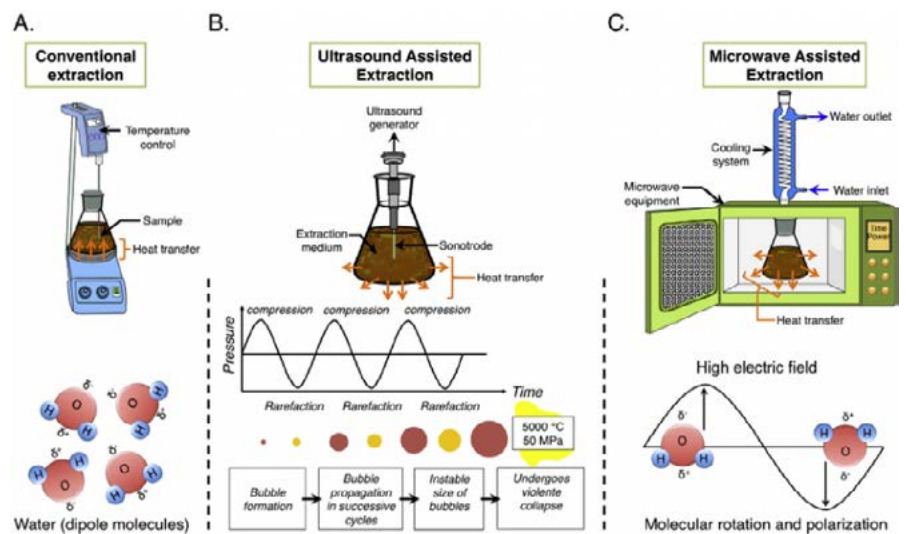 A.
Conventional
extraction
Temperature
control
Sample
Heat transfer
H
O
H
δ-
δ+
H
O
H
δ-
δ+
H
O
H
δ+
δ-
H
O
H
δ-
δ+
Water (dipole molecules)
B.
Ultrasound Assisted
Extraction
Ultrasound
generator
Extraction
medium
Sonotrode
Heat transfer
Pressure
compression
compression
compression
Time
Rarefaction
Rarefaction
Rarefaction
5000 °C
50 MPa
Bubble
formation
Bubble
propagation
in successive
cycles
Instable
size of
bubbles
Undergoes
violente
collapse
C.
Microwave Assisted
Extraction
Water outlet
Cooling
system
Water inlet
Microwave
equipment
Time
Power
Heat transfer
High electric field
δ-
O
H
H
δ+
δ+
H
H
O
δ-
Molecular rotation and polarization